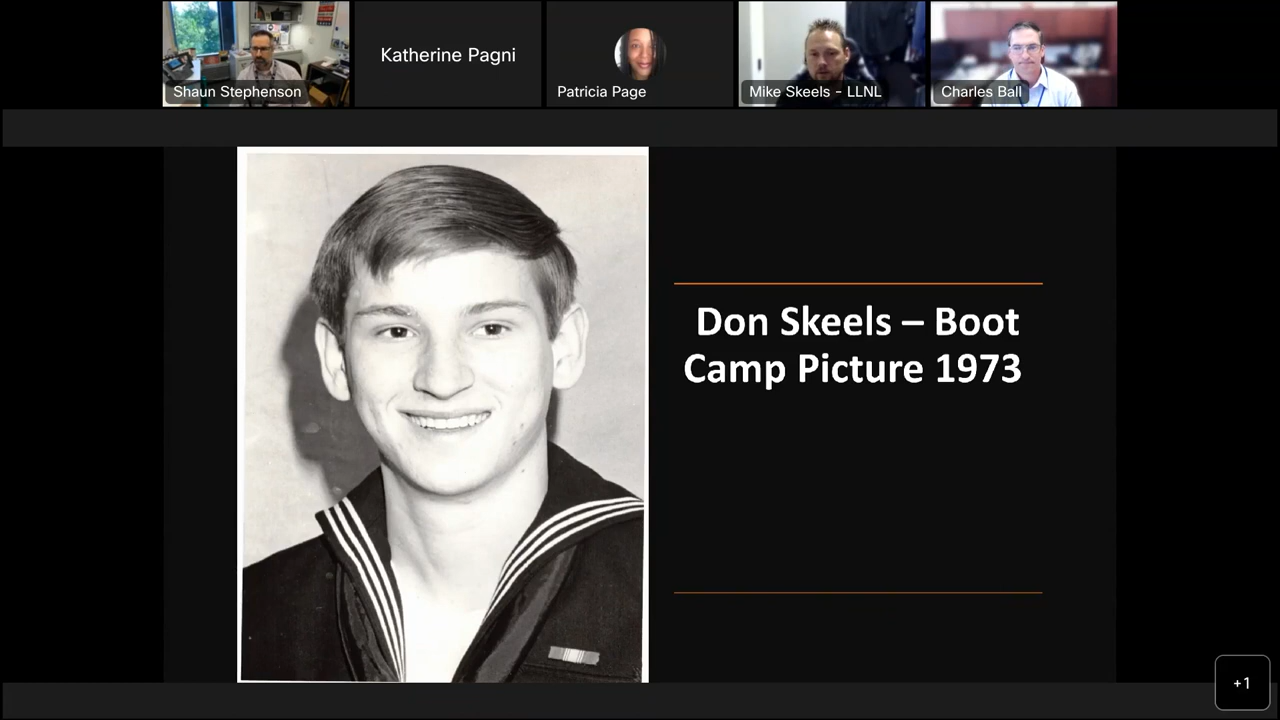 Shaun Stephenson
Katherine Pagni
Patricia Page
Mike Skeels - LLNL
Charles Ball
Don Skeels – Boot
Camp Picture 1973
+1